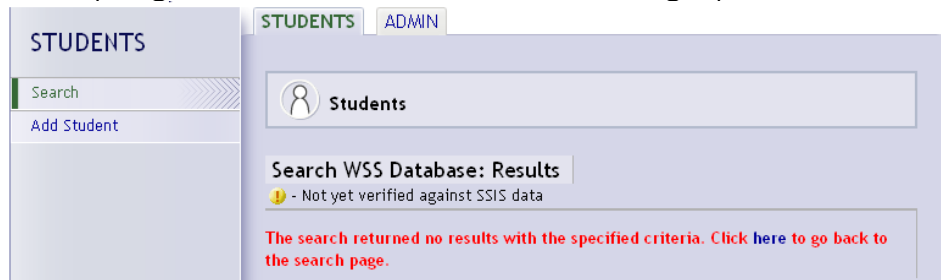 STUDENTS ADMIN
STUDENTS
Search
Add Student
Students
Search WSS Database: Results
- Not yet verified against SSIS data
The search returned no results with the specified criteria. Click here to go back to
the search page.